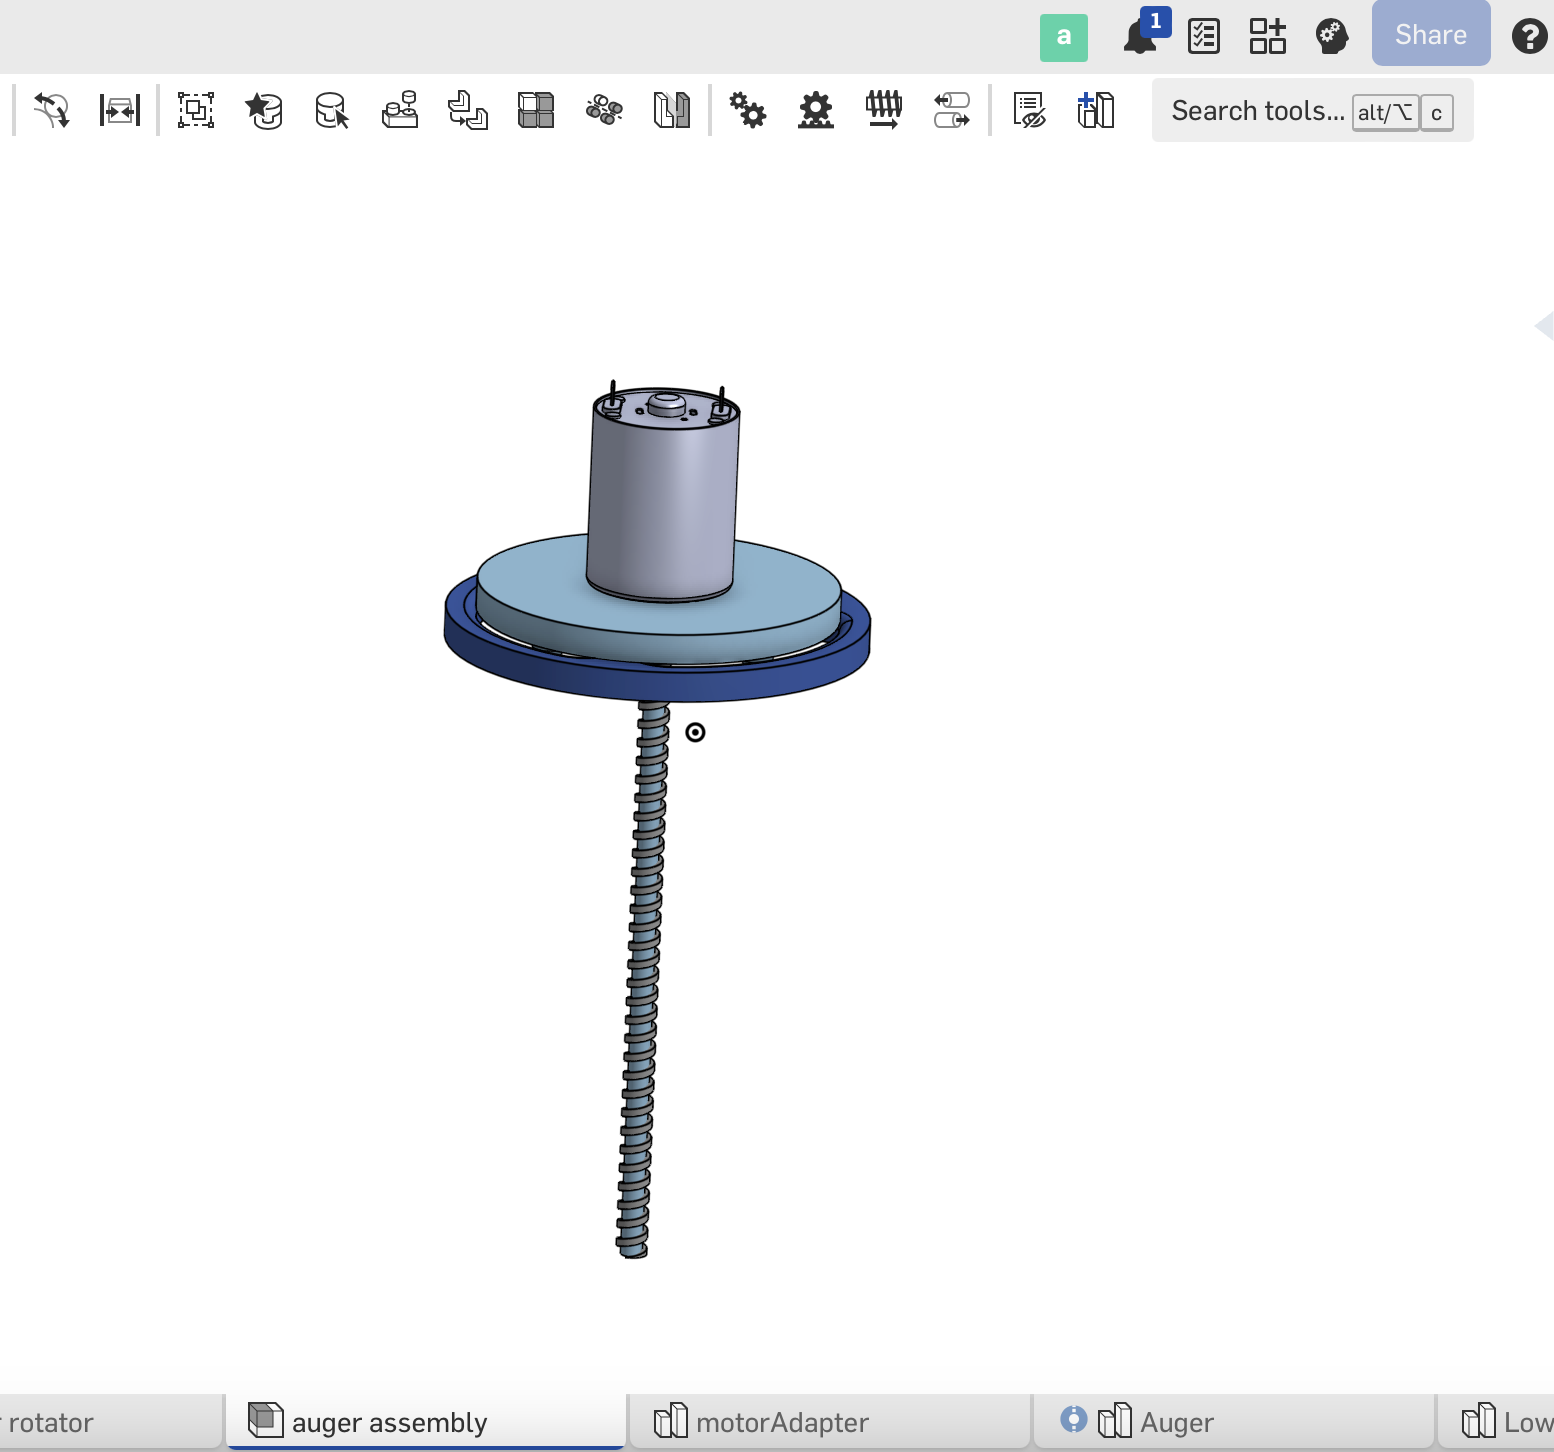 a
1
Share
Search tools... alt/⌥ c
rotator
auger assembly
motorAdapter
Auger
Low